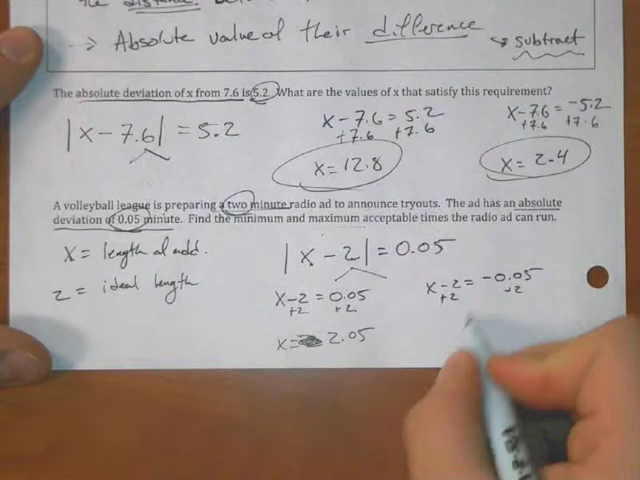 the distance
-> Absolute value of their difference -> subtract
The absolute deviation of x from 7.6 is 5.2. What are the values of x that satisfy this requirement?
|x-7.6| = 5.2
x-7.6 = 5.2
+7.6 +7.6
x=12.8
x-7.6 = -5.2
+7.6 +7.6
x= 2.4
A volleyball league is preparing a two minute radio ad to announce tryouts. The ad has an absolute
deviation of 0.05 minute. Find the minimum and maximum acceptable times the radio ad can run.
x = length of add.
2 = ideal length
|x-2| = 0.05
x-2 = 0.05
+2 +2
x= 2.05
x-2 = -0.05
+2 +2